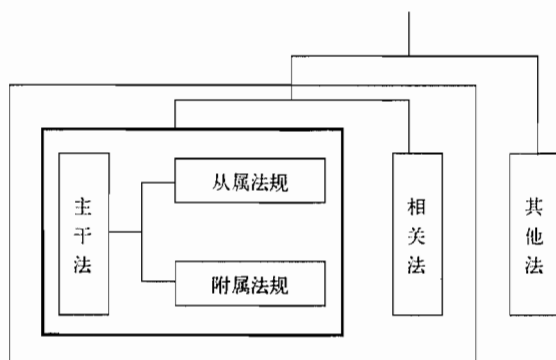 主干法
从属法规
附属法规
相关法
其他法